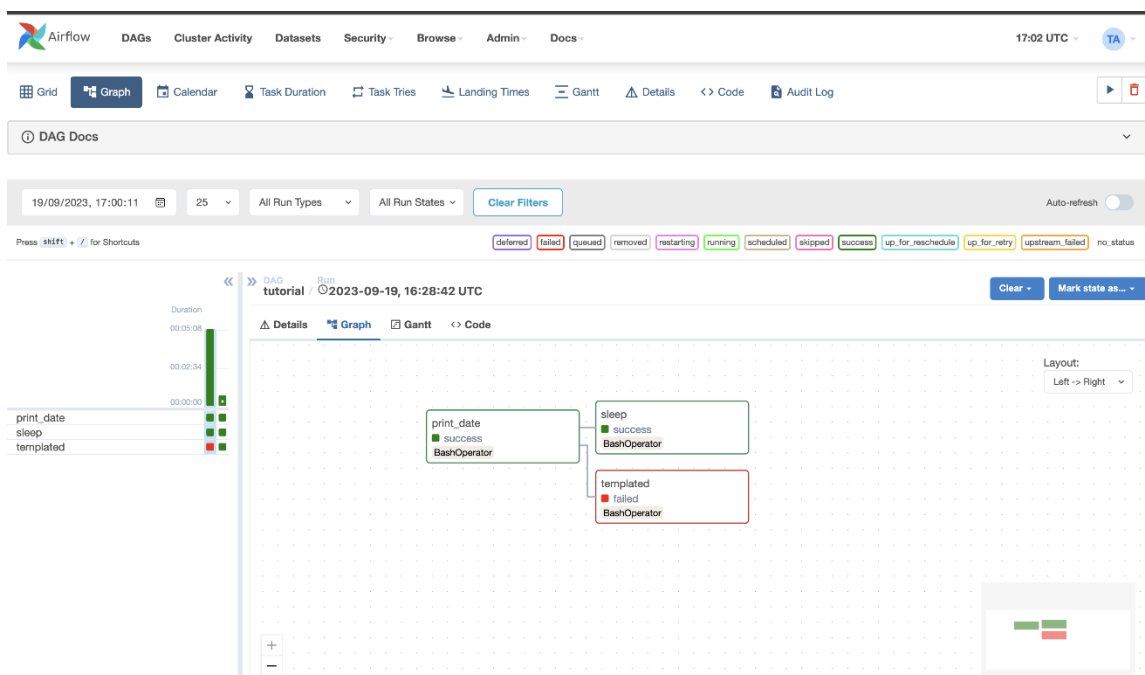 Airflow DAGs Cluster Activity Datasets Security Browse Admin Docs 17:02 UTC TA
Grid Graph Calendar Task Duration Task Tries Landing Times Gantt Details <> Code Audit Log
DAG Docs
19/09/2023, 17:00:11 25 All Run Types All Run States Clear Filters Auto-refresh
Press shift + / for Shortcuts deferred failed queued removed restarting running scheduled skipped success up_for_reschedule up_for_retry upstream_failed no_status
DAG Run
tutorial / 2023-09-19, 16:28:42 UTC Clear Mark state as...
Duration
Details Graph Gantt <> Code
00:05:08
00:02:34
00:00:00
print_date
sleep
templated
Layout:
Left -> Right
print_date
success
BashOperator
sleep
success
BashOperator
templated
failed
BashOperator